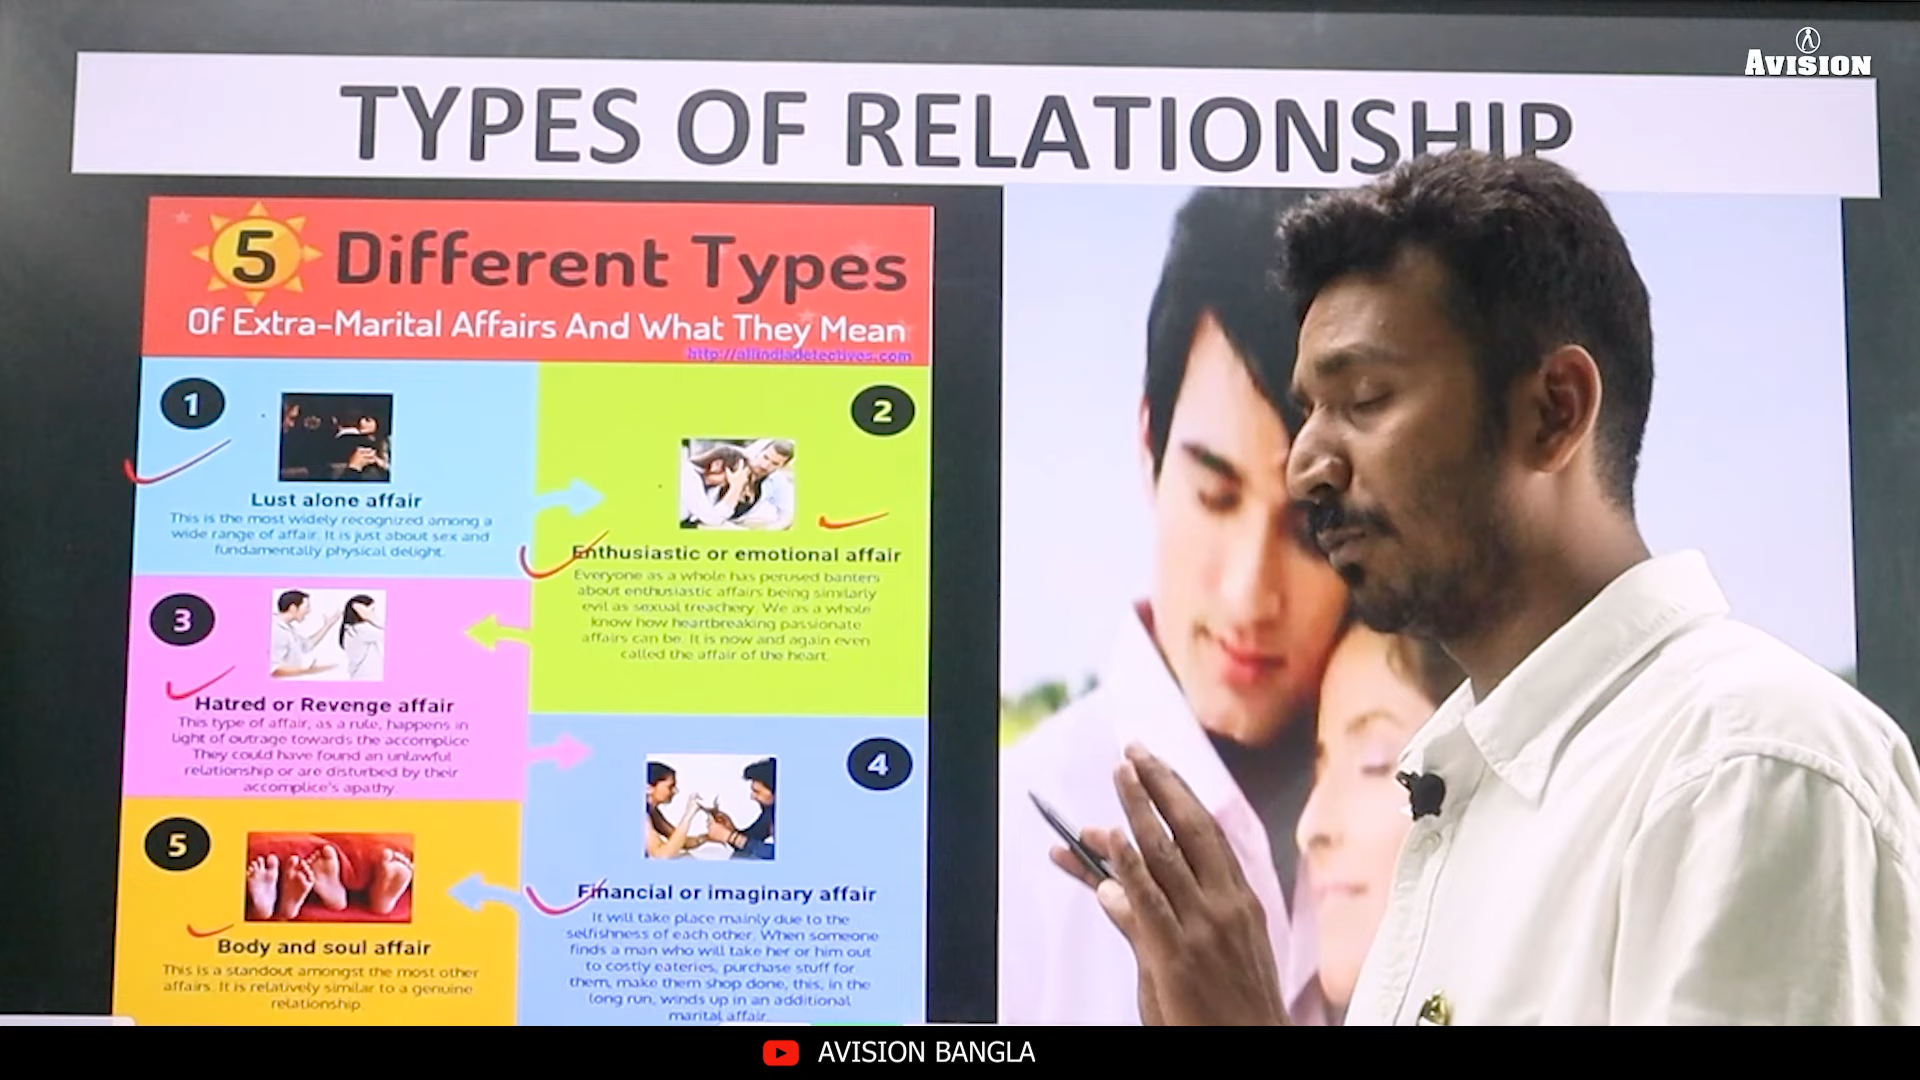 AVISION
TYPES OF RELATIONSHIP
5 Different Types
Of Extra-Marital Affairs And What They Mean
http://allindiadetectives.com
1
Lust alone affair
This is the most widely recognized among a
wide range of affair. It is just about sex and
fundamentally physical delight.
2
Enthusiastic or emotional affair
Everyone as a whole has perused banters
about enthusiastic affairs being similarly
evil as sexual treachery. We as a whole
know how heartbreaking passionate
affairs can be. It is now and again even
called the affair of the heart.
3
Hatred or Revenge affair
This type of affair, as a rule, happens in
light of outrage towards the accomplice
They could have found an unlawful
relationship or are disturbed by their
accomplice's apathy.
4
Financial or imaginary affair
It will take place mainly due to the
selfishness of each other. When someone
finds a man who will take her or him out
to costly eateries, purchase stuff for
them, make them shop done, this, in the
long run, winds up in an additional
marital affair.
5
Body and soul affair
This is a standout amongst the most other
affairs. It is relatively similar to a genuine
relationship.
AVISION BANGLA